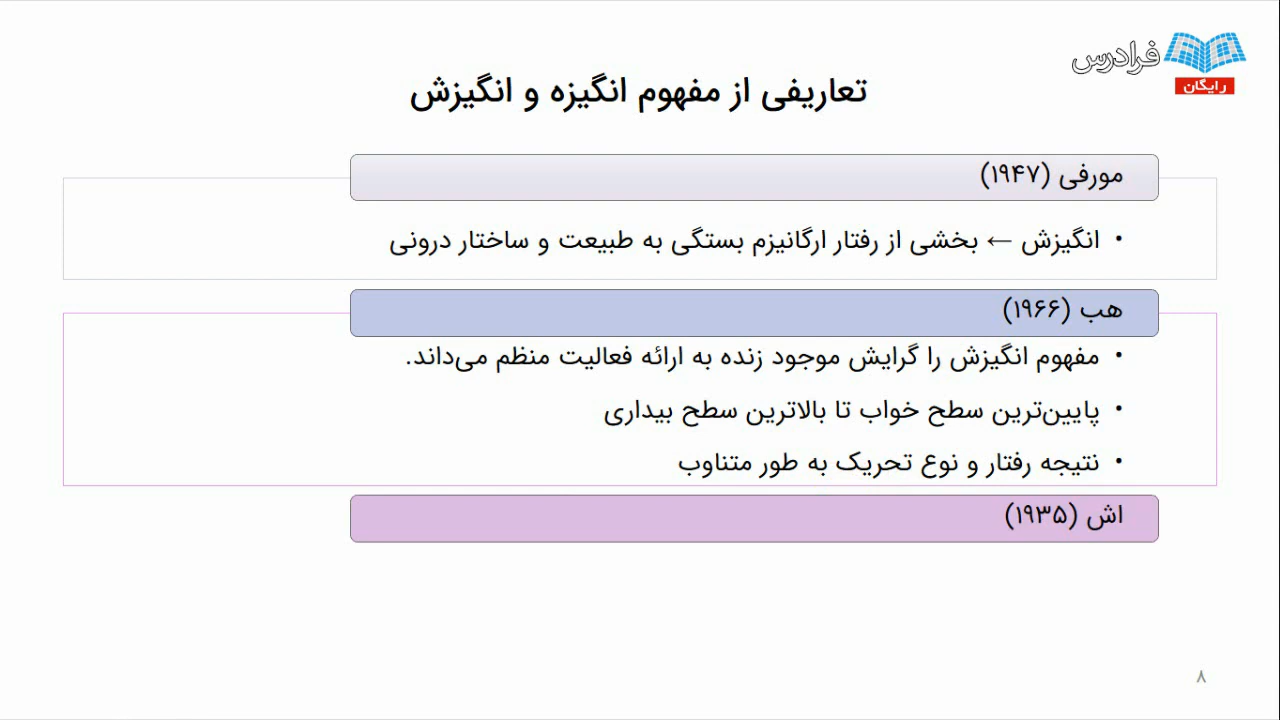 فرادرس
رایگان
تعاریفی از مفهوم انگیزه و انگیزش
مورفی (۱۹۴۷)
• انگیزش ← بخشی از رفتار ارگانیزم بستگی به طبیعت و ساختار درونی
هب (۱۹۶۶)
• مفهوم انگیزش را گرایش موجود زنده به ارائه فعالیت منظم می‌داند.
• پایین‌ترین سطح خواب تا بالاترین سطح بیداری
• نتیجه رفتار و نوع تحریک به طور متناوب
اش (۱۹۳۵)
۸